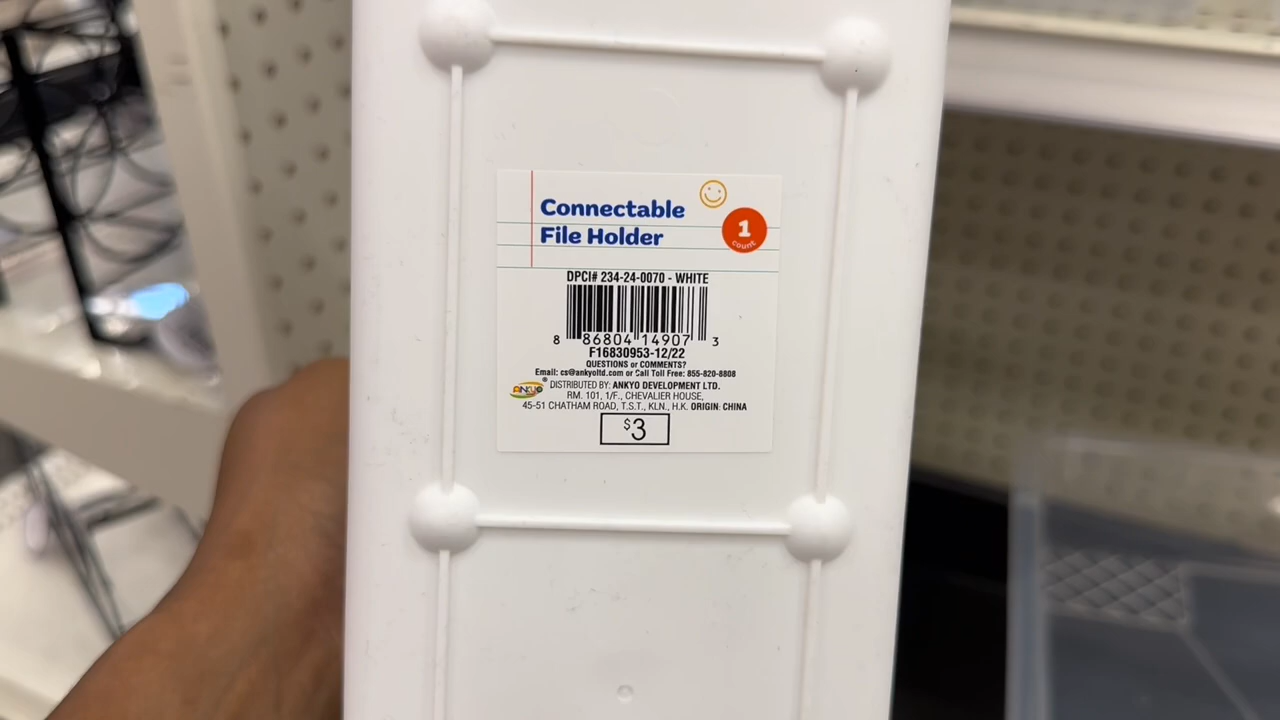 Connectable
File Holder
1
count
DPCI# 234-24-0070 - WHITE
8 86804 14907 3
F16830953-12/22
QUESTIONS or COMMENTS?
Email: cs@ankyoltd.com or Call Toll Free: 855-820-8808
ANKYO ® DISTRIBUTED BY: ANKYO DEVELOPMENT LTD.
RM. 101, 1/F., CHEVALIER HOUSE,
45-51 CHATHAM ROAD, T.S.T., KLN., H.K. ORIGIN: CHINA
$3